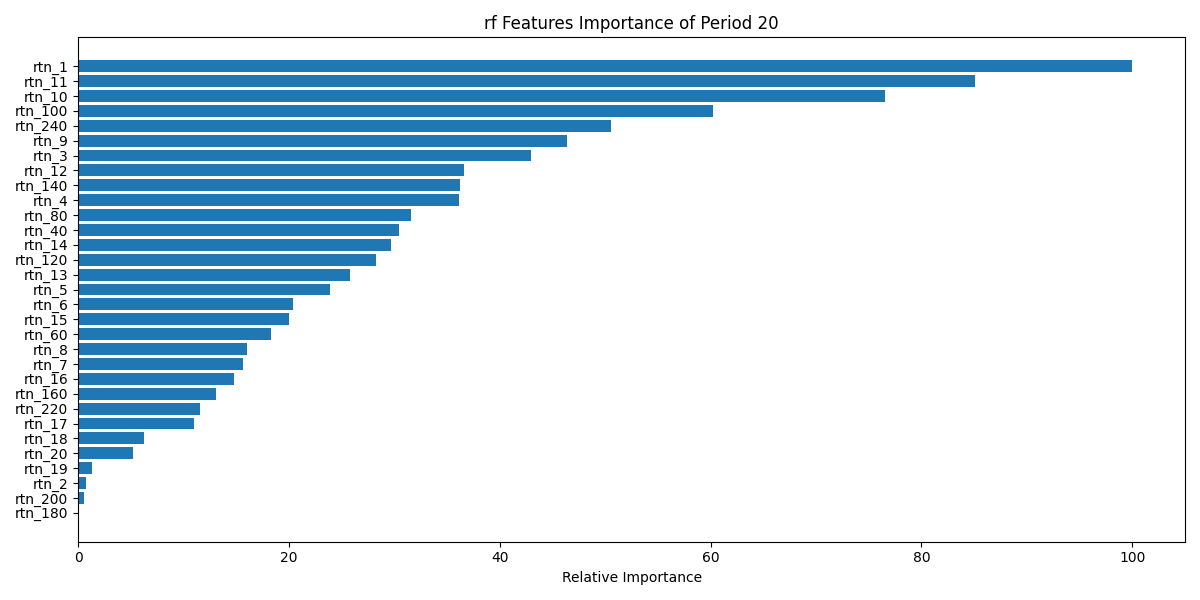 rf Features Importance of Period 20
rtn_1
rtn_11
rtn_10
rtn_100
rtn_240
rtn_9
rtn_3
rtn_12
rtn_140
rtn_4
rtn_80
rtn_40
rtn_14
rtn_120
rtn_13
rtn_5
rtn_6
rtn_15
rtn_60
rtn_8
rtn_7
rtn_16
rtn_160
rtn_220
rtn_17
rtn_18
rtn_20
rtn_19
rtn_2
rtn_200
rtn_180
0 20 40 60 80 100
Relative Importance